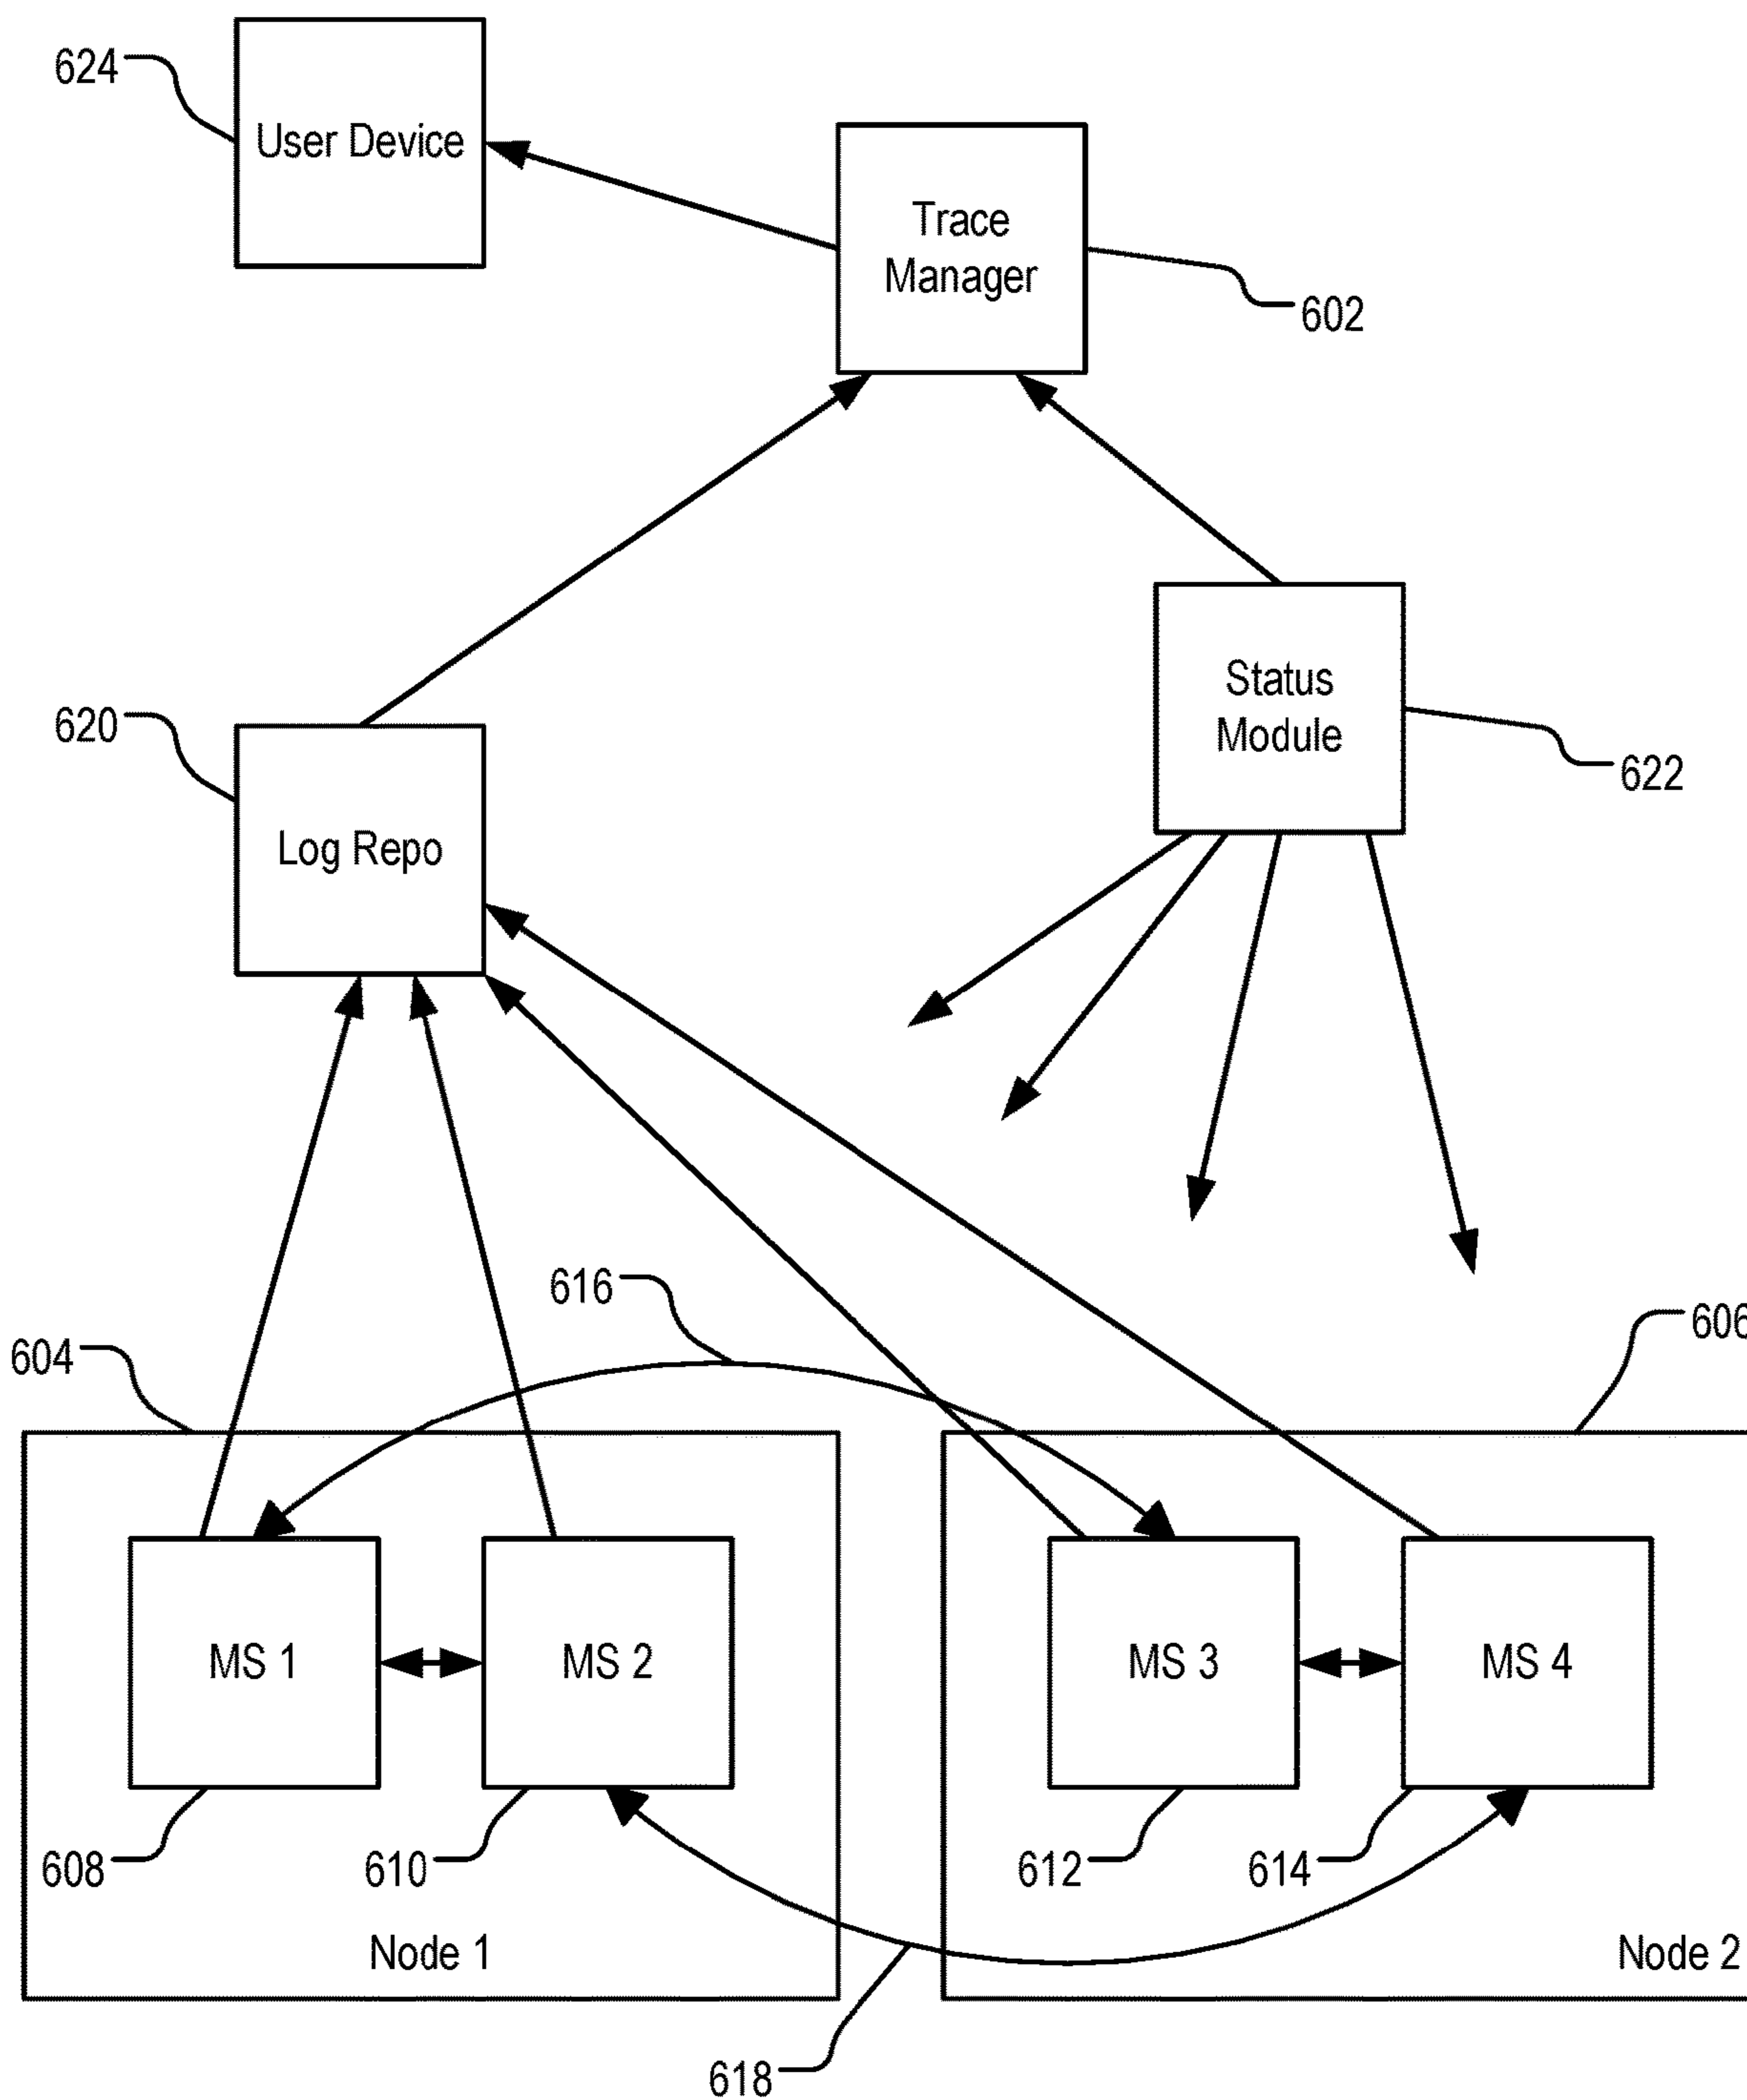 624
User Device
Trace
Manager
602
620
Log Repo
Status
Module
622
616
604
606
MS 1
MS 2
MS 3
MS 4
608
610
612
614
Node 1
Node 2
618